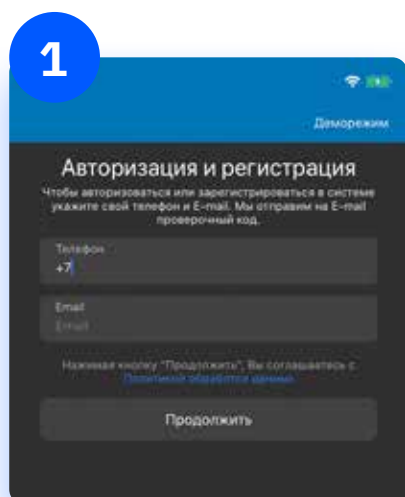 1
Деморежим
Авторизация и регистрация
Чтобы авторизоваться или зарегистрироваться в системе
укажите свой телефон и E-mail. Мы отправим на E-mail
проверочный код.
Телефон
+7
Email
Email
Нажимая кнопку "Продолжить", Вы соглашаетесь с
Политикой обработки данных
Продолжить